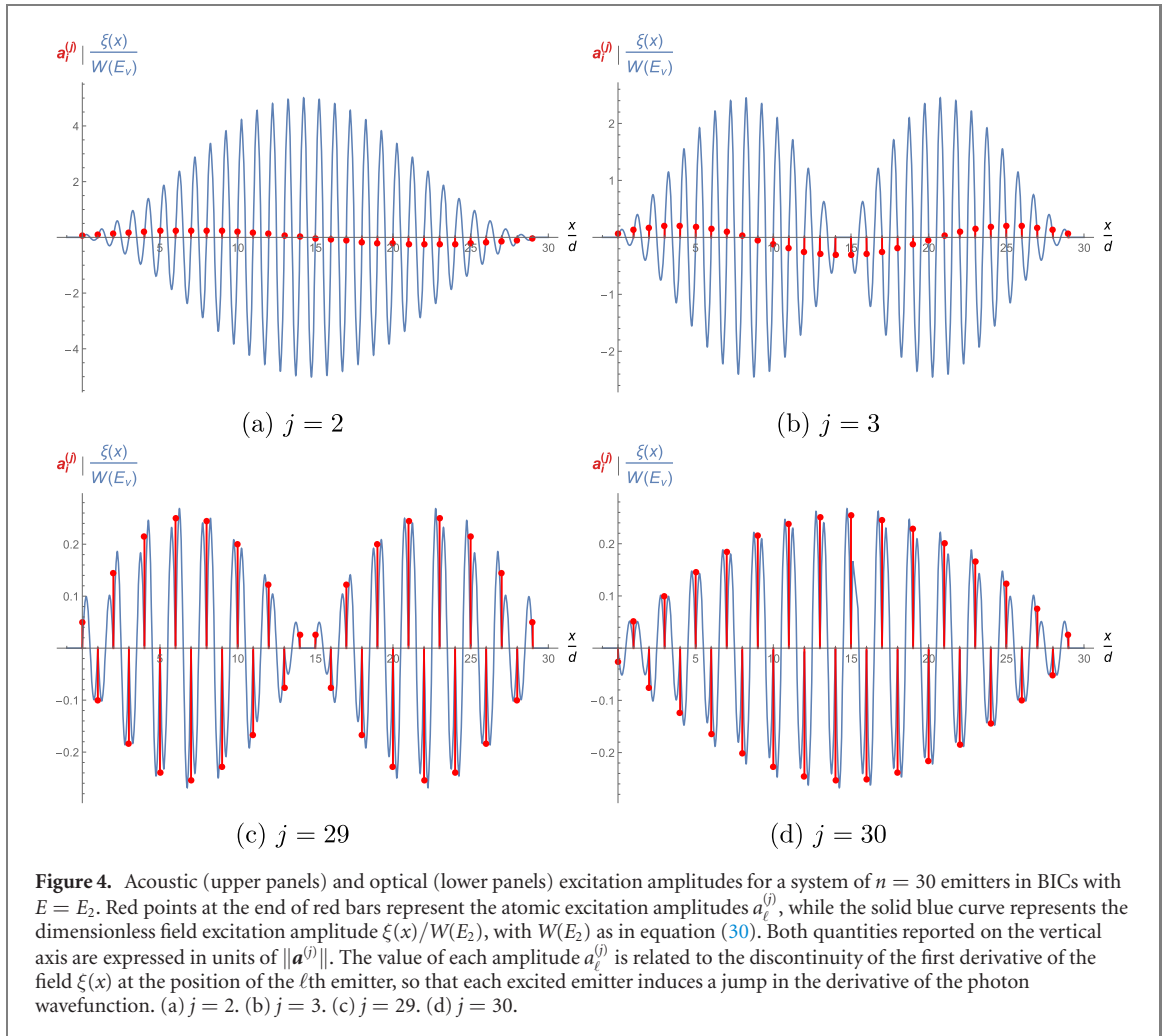 a_i^(j) | ξ(x)/W(E_v)
4
2
-2
-4
5 10 15 20 25 30
x/d
(a) j = 2
a_i^(j) | ξ(x)/W(E_v)
2
1
-1
-2
5 10 15 20 25 30
x/d
(b) j = 3
a_i^(j) | ξ(x)/W(E_v)
0.2
0.1
-0.1
-0.2
5 10 15 20 25 30
x/d
(c) j = 29
a_i^(j) | ξ(x)/W(E_v)
0.2
0.1
-0.1
-0.2
5 10 15 20 25 30
x/d
(d) j = 30
Figure 4. Acoustic (upper panels) and optical (lower panels) excitation amplitudes for a system of n = 30 emitters in BICs with
E = E₂. Red points at the end of red bars represent the atomic excitation amplitudes a_ℓ^(j), while the solid blue curve represents the
dimensionless field excitation amplitude ξ(x)/W(E₂), with W(E₂) as in equation (30). Both quantities reported on the vertical
axis are expressed in units of ‖a^(j)‖. The value of each amplitude a_ℓ^(j) is related to the discontinuity of the first derivative of the
field ξ(x) at the position of the ℓth emitter, so that each excited emitter induces a jump in the derivative of the photon
wavefunction. (a) j = 2. (b) j = 3. (c) j = 29. (d) j = 30.